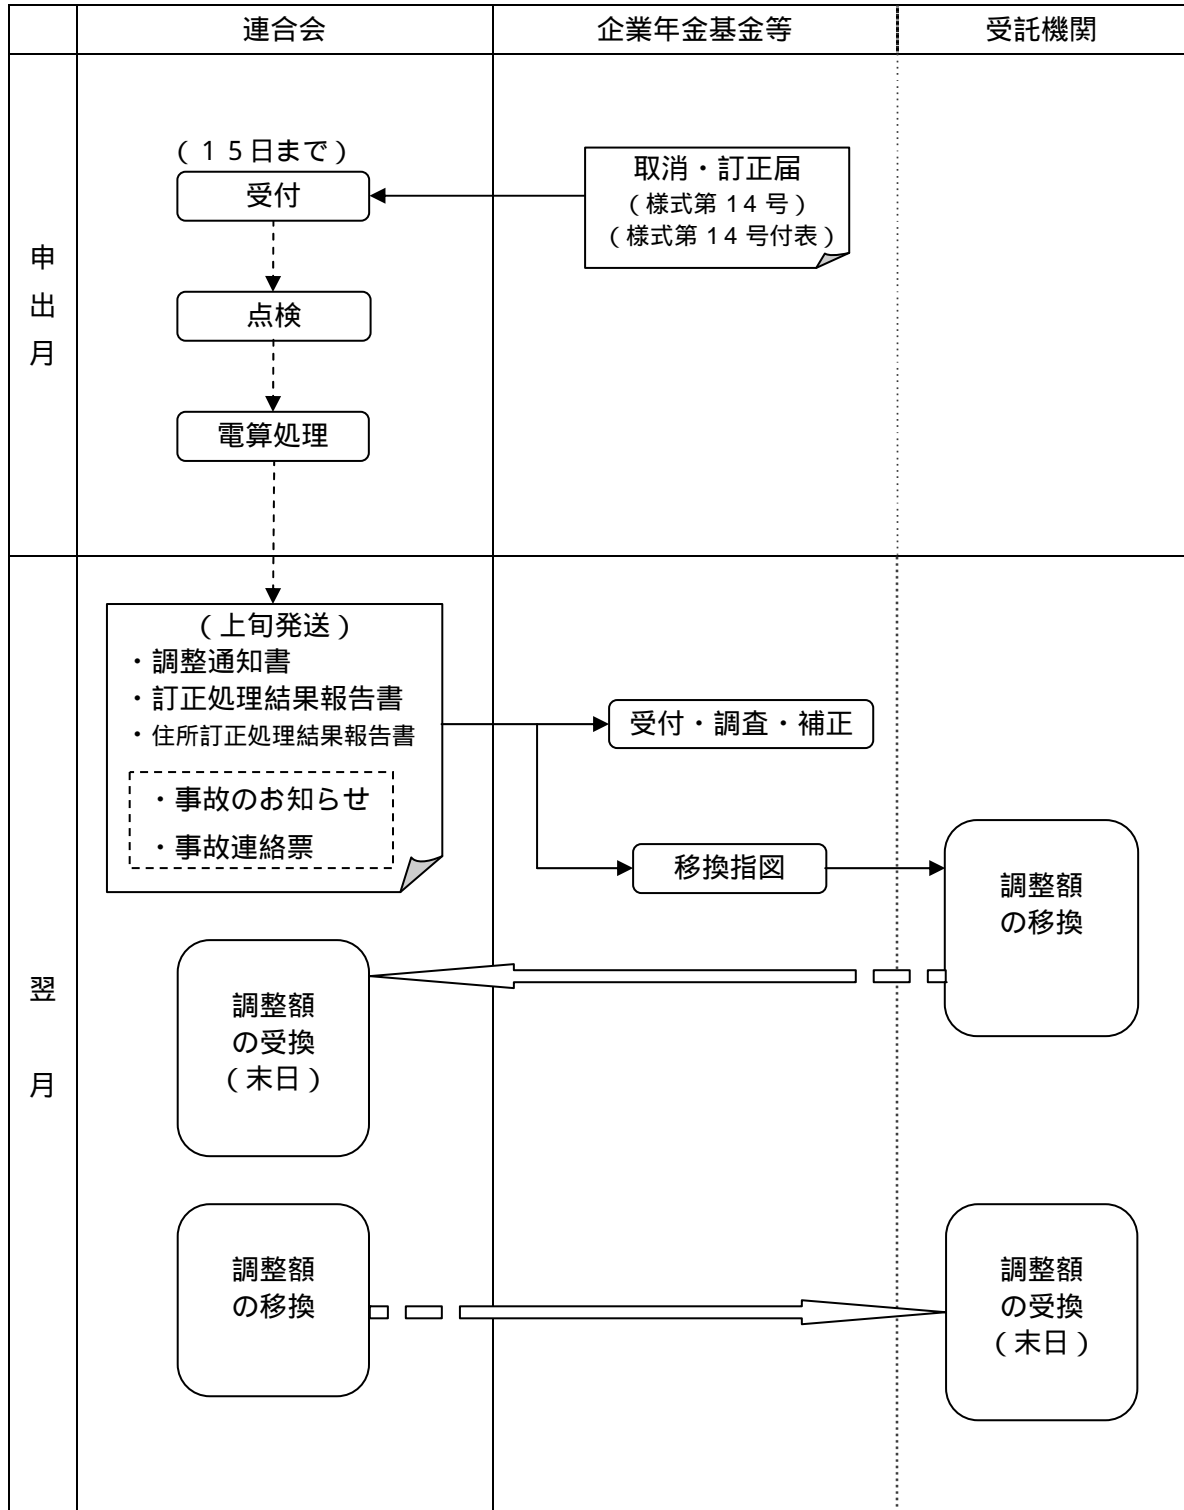 連合会
企業年金基金等
受託機関
申出月
（１５日まで）
受付
取消・訂正届
（様式第 14 号）
（様式第 14 号付表）
点検
電算処理
翌月
（上旬発送）
・調整通知書
・訂正処理結果報告書
・住所訂正処理結果報告書
・事故のお知らせ
・事故連絡票
受付・調査・補正
移換指図
調整額
の移換
調整額
の受換
（末日）
調整額
の移換
調整額
の受換
（末日）